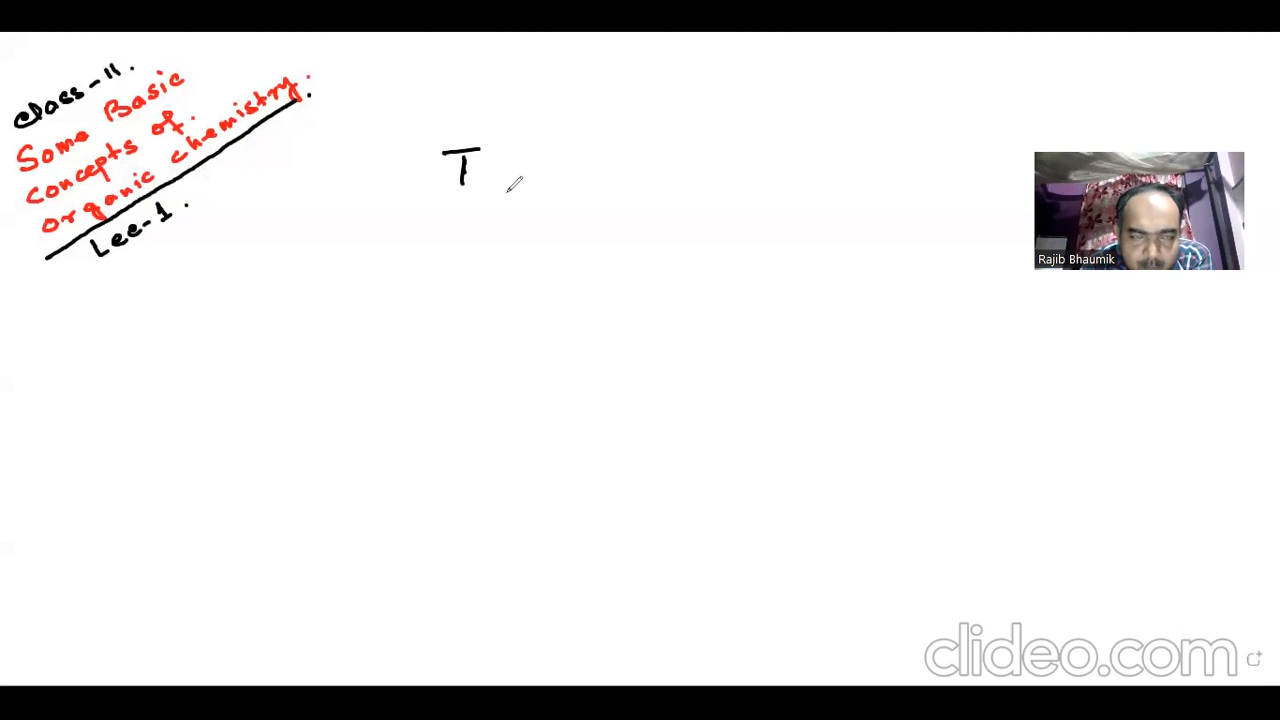 Class-11.
Some Basic
concepts of.
organic chemistry.
Lec-1.
T
Rajib Bhaumik
clideo.com